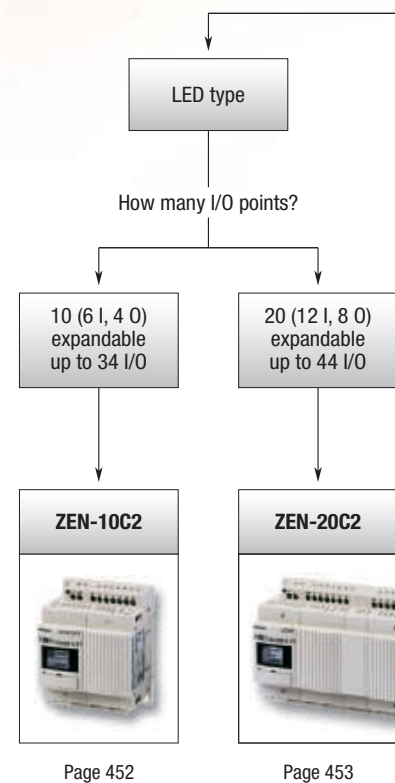 LED type
How many I/O points?
10 (6 I, 4 O)
expandable
up to 34 I/O
20 (12 I, 8 O)
expandable
up to 44 I/O
ZEN-10C2
ZEN-20C2
Page 452
Page 453